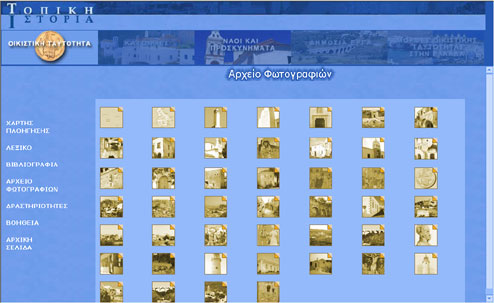 ΤΟΠΙΚΗ
ΙΣΤΟΡΙΑ
ΟΙΚΙΣΤΙΚΗ ΤΑΥΤΟΤΗΤΑ
ΝΑΟΙ ΚΑΙ
ΠΡΟΣΚΥΝΗΜΑΤΑ
Αρχείο Φωτογραφιών
ΧΑΡΤΗΣ
ΠΛΟΗΓΗΣΗΣ
ΛΕΞΙΚΟ
ΒΙΒΛΙΟΓΡΑΦΙΑ
ΑΡΧΕΙΟ
ΦΩΤΟΓΡΑΦΙΩΝ
ΔΡΑΣΤΗΡΙΟΤΗΤΕΣ
ΒΟΗΘΕΙΑ
ΑΡΧΙΚΗ
ΣΕΛΙΔΑ